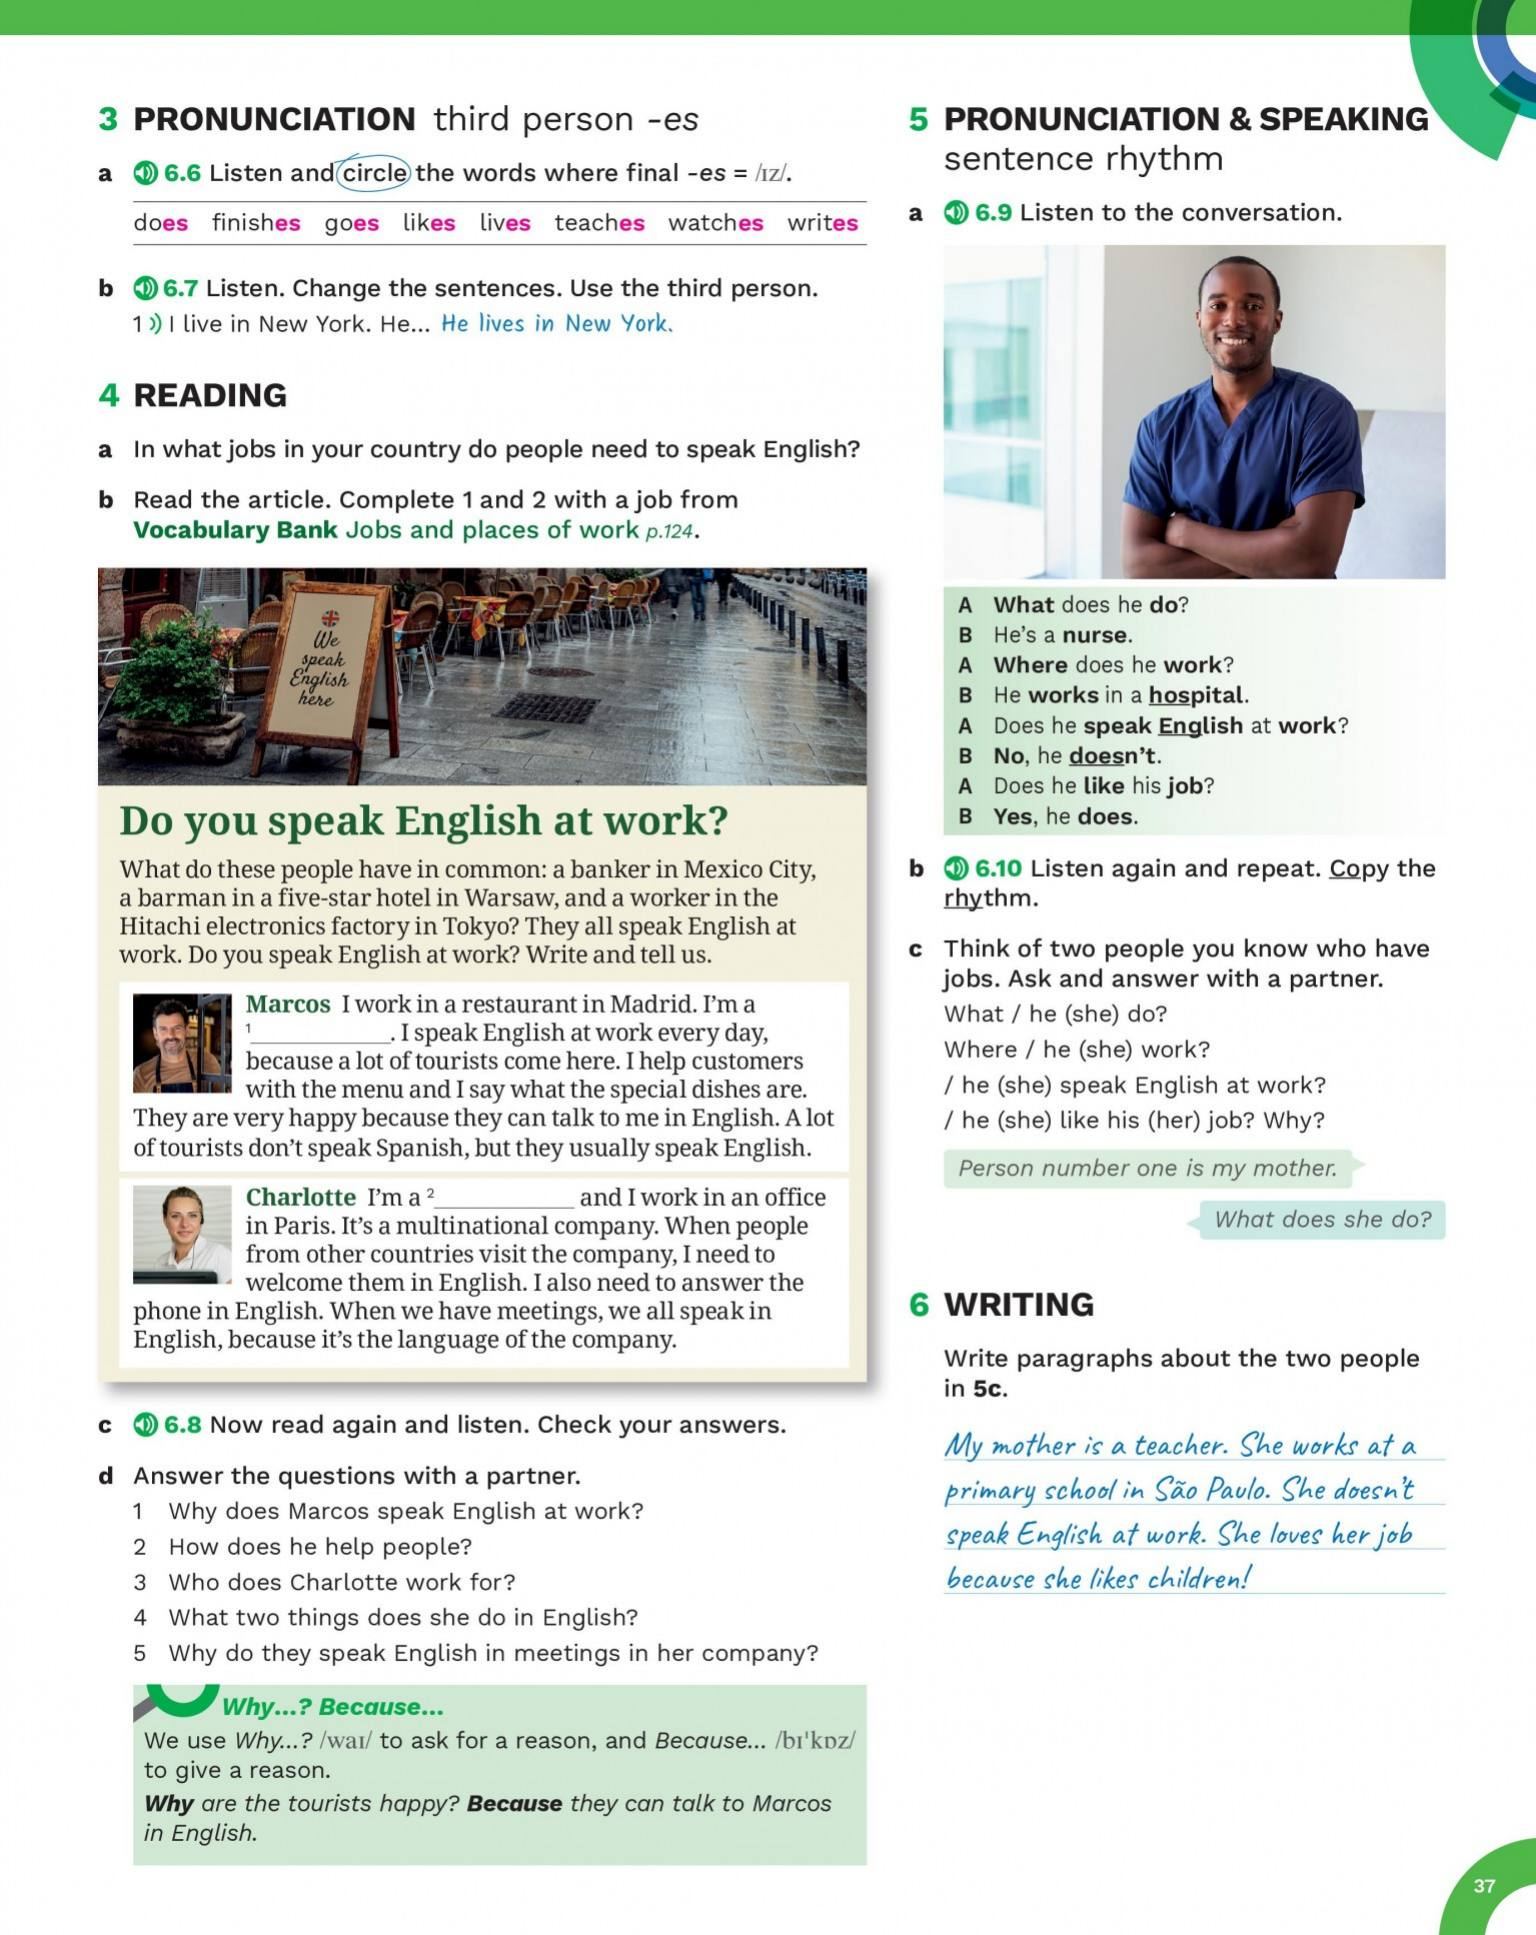 3 PRONUNCIATION third person -es
a 6.6 Listen and circle the words where final -es = /ɪz/.
does finishes goes likes lives teaches watches writes
b 6.7 Listen. Change the sentences. Use the third person.
1 I live in New York. He... He lives in New York.
4 READING
a In what jobs in your country do people need to speak English?
b Read the article. Complete 1 and 2 with a job from
Vocabulary Bank Jobs and places of work p.124.
We
speak
English
here
Do you speak English at work?
What do these people have in common: a banker in Mexico City,
a barman in a five-star hotel in Warsaw, and a worker in the
Hitachi electronics factory in Tokyo? They all speak English at
work. Do you speak English at work? Write and tell us.
Marcos I work in a restaurant in Madrid. I'm a
1____________. I speak English at work every day,
because a lot of tourists come here. I help customers
with the menu and I say what the special dishes are.
They are very happy because they can talk to me in English. A lot
of tourists don't speak Spanish, but they usually speak English.
Charlotte I'm a 2____________ and I work in an office
in Paris. It's a multinational company. When people
from other countries visit the company, I need to
welcome them in English. I also need to answer the
phone in English. When we have meetings, we all speak in
English, because it's the language of the company.
c 6.8 Now read again and listen. Check your answers.
d Answer the questions with a partner.
1 Why does Marcos speak English at work?
2 How does he help people?
3 Who does Charlotte work for?
4 What two things does she do in English?
5 Why do they speak English in meetings in her company?
Why...? Because...
We use Why...? /waɪ/ to ask for a reason, and Because... /bɪˈkɒz/
to give a reason.
Why are the tourists happy? Because they can talk to Marcos
in English.
5 PRONUNCIATION & SPEAKING
sentence rhythm
a 6.9 Listen to the conversation.
A What does he do?
B He's a nurse.
A Where does he work?
B He works in a hospital.
A Does he speak English at work?
B No, he doesn't.
A Does he like his job?
B Yes, he does.
b 6.10 Listen again and repeat. Copy the
rhythm.
c Think of two people you know who have
jobs. Ask and answer with a partner.
What / he (she) do?
Where / he (she) work?
/ he (she) speak English at work?
/ he (she) like his (her) job? Why?
Person number one is my mother.
What does she do?
6 WRITING
Write paragraphs about the two people
in 5c.
My mother is a teacher. She works at a
primary school in São Paulo. She doesn't
speak English at work. She loves her job
because she likes children!
37